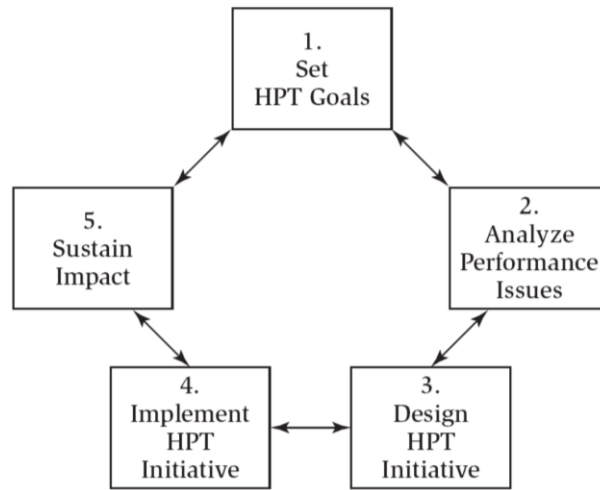 1.
Set
HPT Goals
2.
Analyze
Performance
Issues
3.
Design
HPT
Initiative
4.
Implement
HPT
Initiative
5.
Sustain
Impact